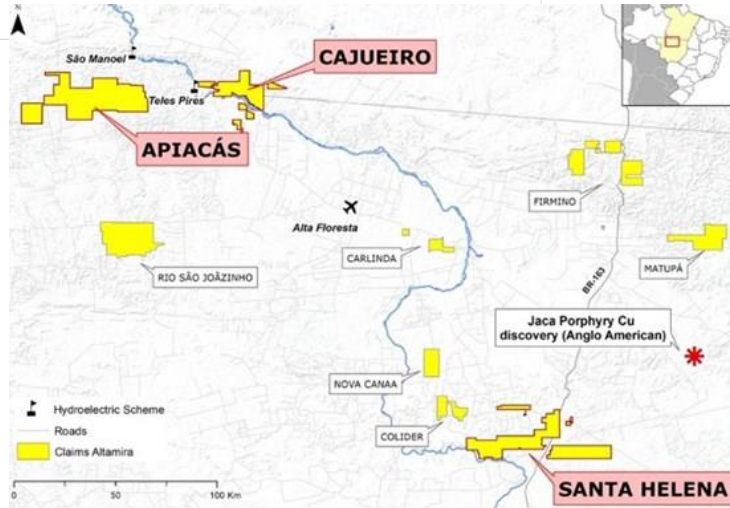 N
São Manoel
CAJUEIRO
Teles Pires
APIACÁS
FIRMINO
Alta Floresta
CARLINDA
RIO SÃO JOÃZINHO
MATUPÁ
BR-163
Jaca Porphyry Cu
discovery (Anglo American)
NOVA CANAA
COLIDER
Hydroelectric Scheme
Roads
Claims Altamira
SANTA HELENA
0 50 100 Km